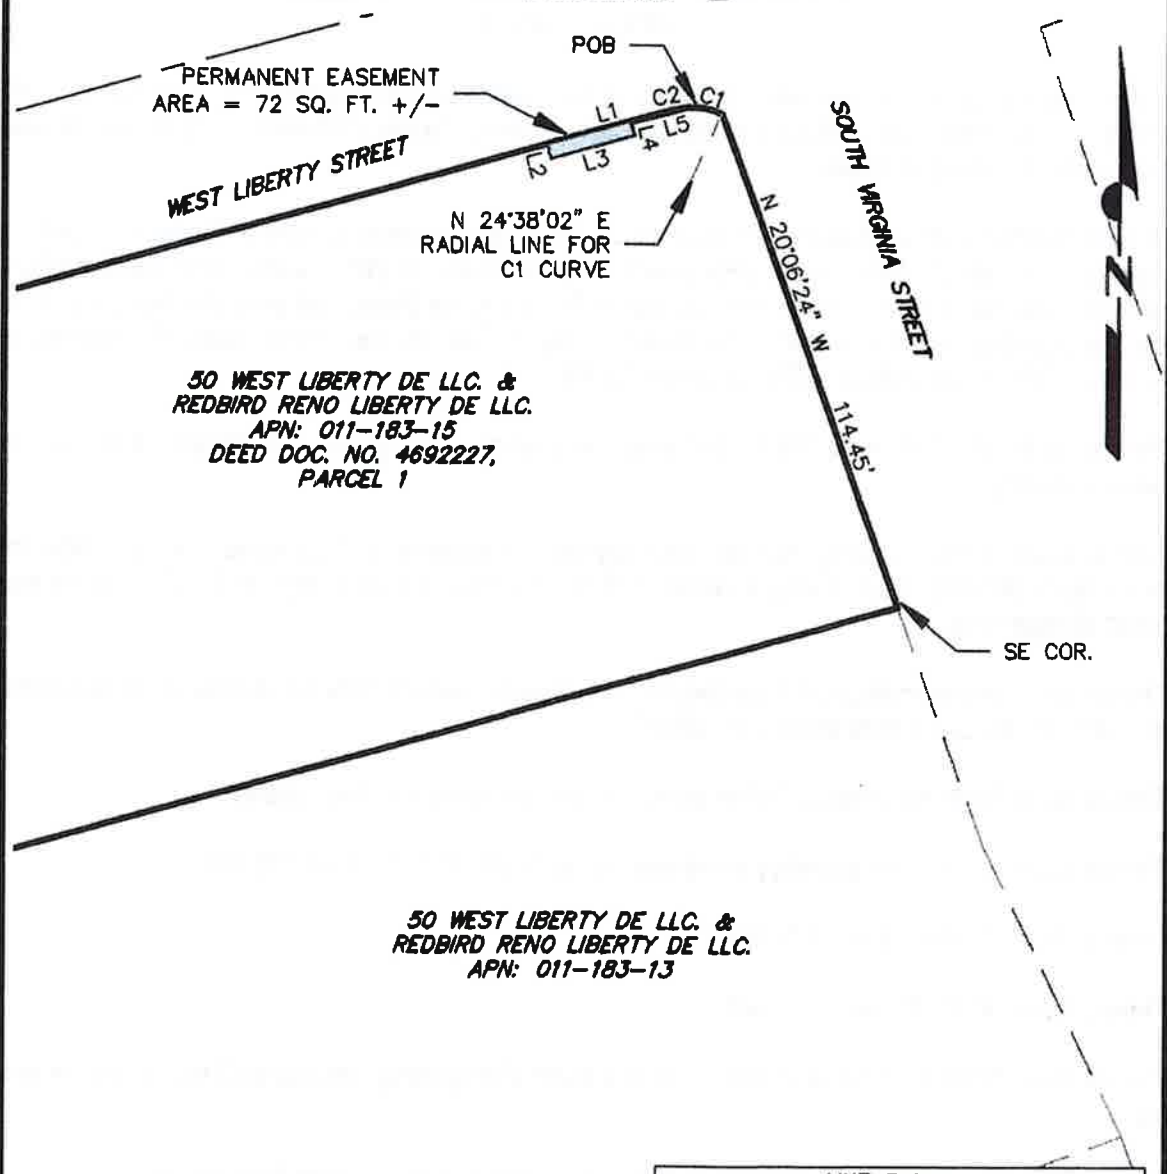 POB
PERMANENT EASEMENT
AREA = 72 SQ. FT. +/-
L1
C2
C1
L5
L4
L3
L2
WEST LIBERTY STREET
SOUTH VIRGINIA STREET
N 24°38'02" E
RADIAL LINE FOR
C1 CURVE
N 20°06'24" W
114.45'
N
50 WEST LIBERTY DE LLC. &
REDBIRD RENO LIBERTY DE LLC.
APN: 011-183-15
DEED DOC. NO. 4692227,
PARCEL 1
SE COR.
50 WEST LIBERTY DE LLC. &
REDBIRD RENO LIBERTY DE LLC.
APN: 011-183-13